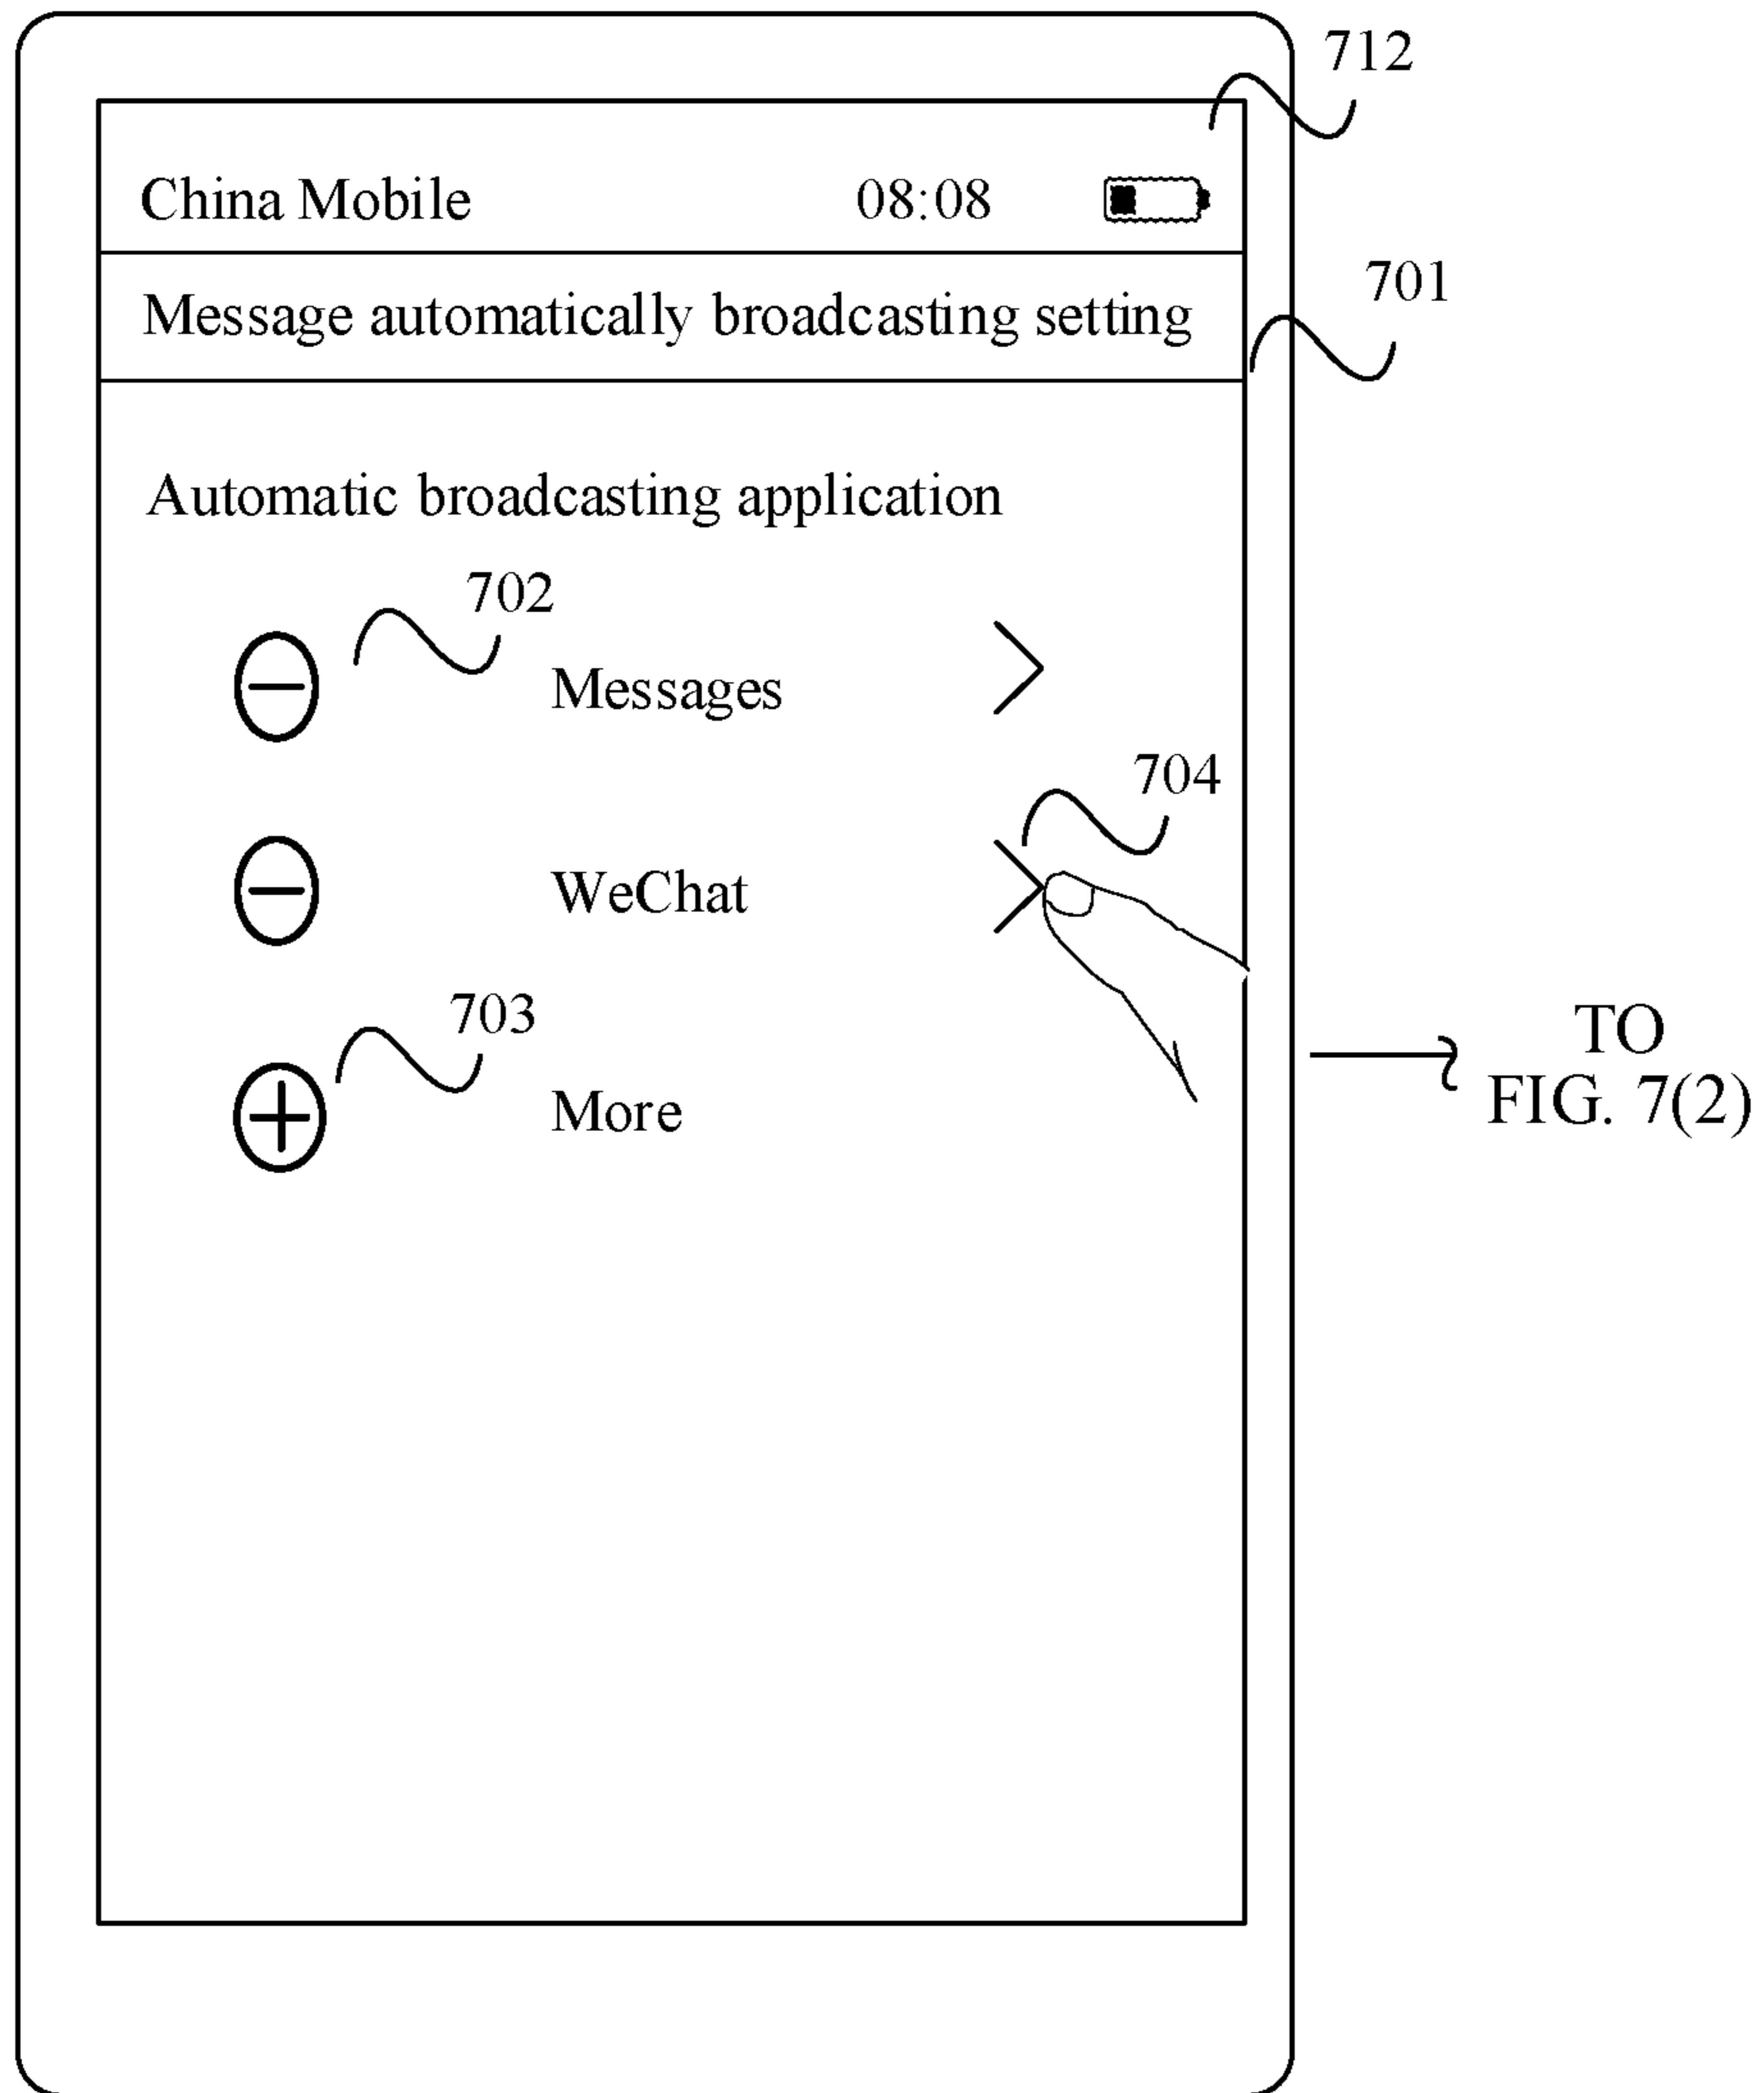 712
China Mobile 08:08
701
Message automatically broadcasting setting
Automatic broadcasting application
702
Messages
704
WeChat
703
More
TO
FIG. 7(2)